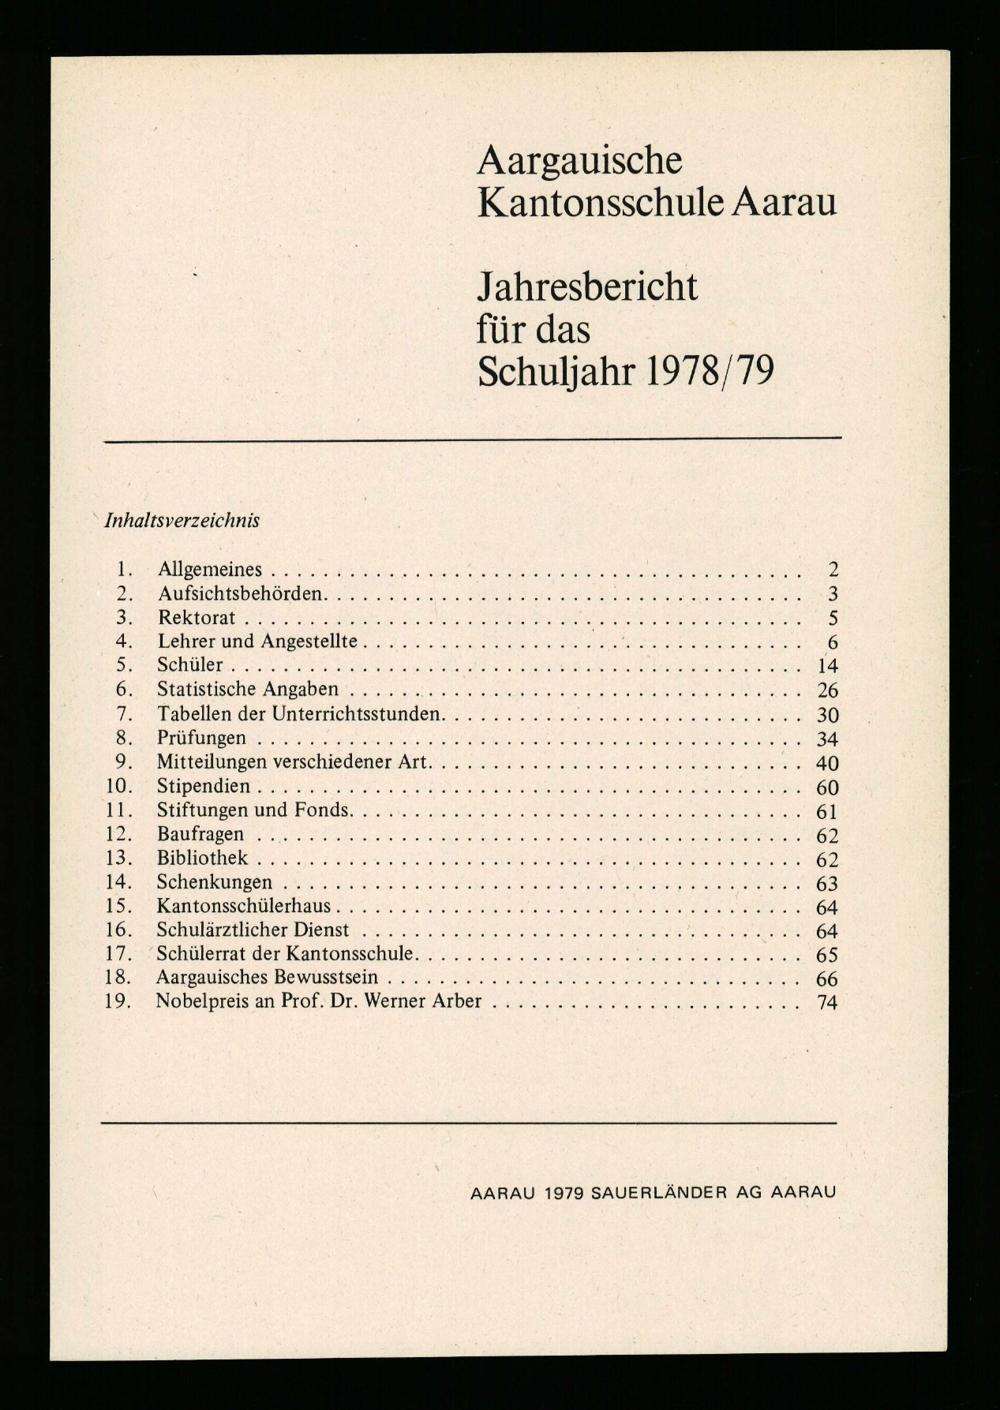 Aargauische
Kantonsschule Aarau
Jahresbericht
für das
Schuljahr 1978/79
Inhaltsverzeichnis
1. Allgemeines . . . . . . . . . . . . . . . . . . . . 2
2. Aufsichtsbehörden. . . . . . . . . . . . . . . . . . . . 3
3. Rektorat . . . . . . . . . . . . . . . . . . . . 5
4. Lehrer und Angestellte . . . . . . . . . . . . . . . . . . . . 6
5. Schüler . . . . . . . . . . . . . . . . . . . . 14
6. Statistische Angaben . . . . . . . . . . . . . . . . . . . . 26
7. Tabellen der Unterrichtsstunden. . . . . . . . . . . . . . . . . . . . 30
8. Prüfungen . . . . . . . . . . . . . . . . . . . . 34
9. Mitteilungen verschiedener Art. . . . . . . . . . . . . . . . . . . . 40
10. Stipendien . . . . . . . . . . . . . . . . . . . . 60
11. Stiftungen und Fonds. . . . . . . . . . . . . . . . . . . . 61
12. Baufragen . . . . . . . . . . . . . . . . . . . . 62
13. Bibliothek . . . . . . . . . . . . . . . . . . . . 62
14. Schenkungen . . . . . . . . . . . . . . . . . . . . 63
15. Kantonsschülerhaus . . . . . . . . . . . . . . . . . . . . 64
16. Schulärztlicher Dienst . . . . . . . . . . . . . . . . . . . . 64
17. Schülerrat der Kantonsschule. . . . . . . . . . . . . . . . . . . . 65
18. Aargauisches Bewusstsein . . . . . . . . . . . . . . . . . . . . 66
19. Nobelpreis an Prof. Dr. Werner Arber . . . . . . . . . . . . . . . . . . . . 74
AARAU 1979 SAUERLÄNDER AG AARAU